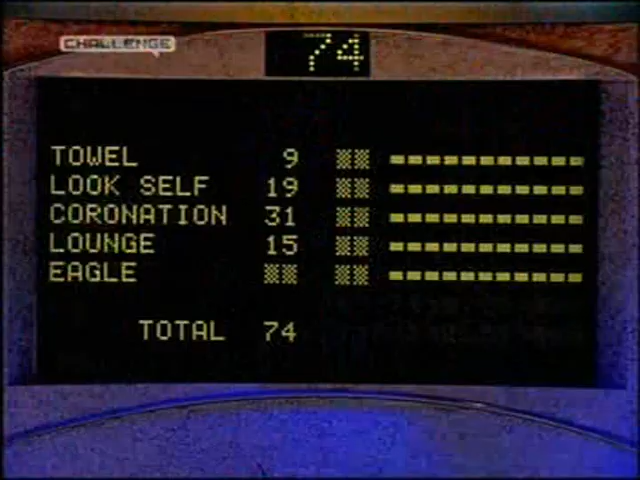 CHALLENGE
74
TOWEL 9
LOOK SELF 19
CORONATION 31
LOUNGE 15
EAGLE
TOTAL 74